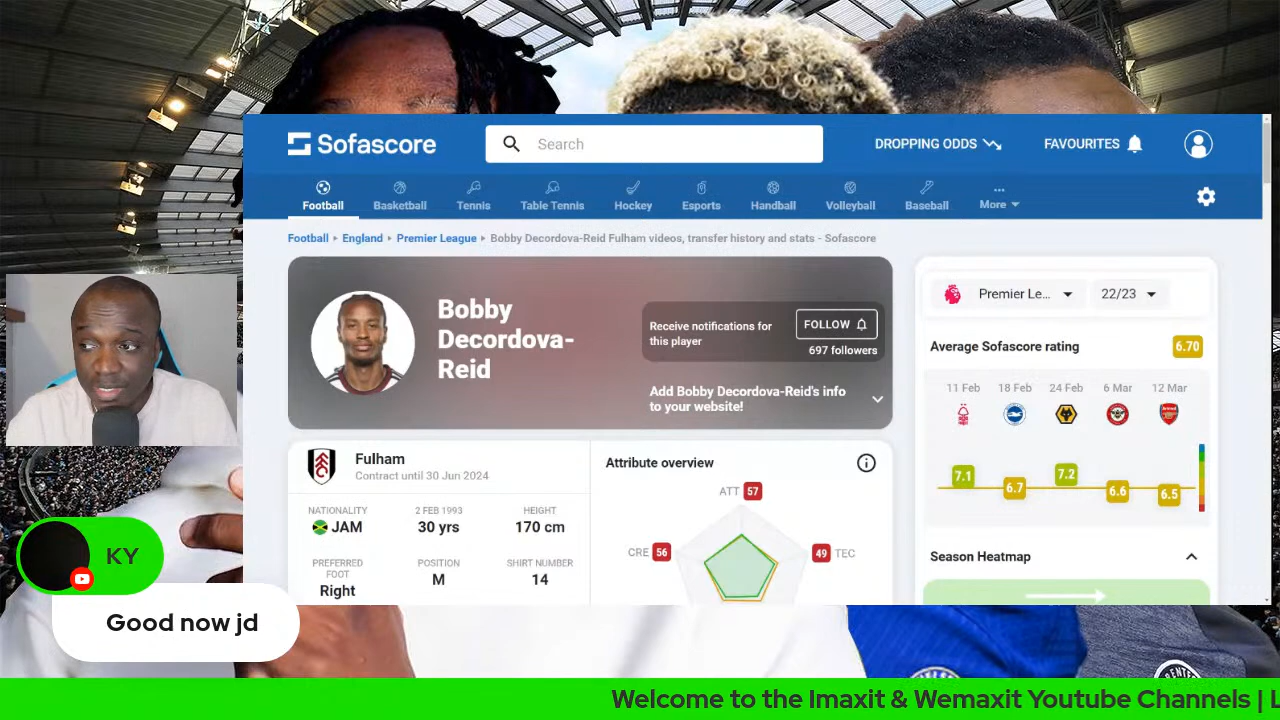 Sofascore
Search
DROPPING ODDS
FAVOURITES
Football
Basketball
Tennis
Table Tennis
Hockey
Esports
Handball
Volleyball
Baseball
More
Football England Premier League Bobby Decordova-Reid Fulham videos, transfer history and stats - Sofascore
Bobby
Decordova-
Reid
Receive notifications for
this player
FOLLOW
697 followers
Add Bobby Decordova-Reid's info
to your website!
Premier Le...
22/23
Average Sofascore rating
6.70
11 Feb
18 Feb
24 Feb
6 Mar
12 Mar
7.1
6.7
7.2
6.6
6.5
Season Heatmap
Fulham
Contract until 30 Jun 2024
NATIONALITY
JAM
2 FEB 1993
30 yrs
HEIGHT
170 cm
PREFERRED
FOOT
Right
POSITION
M
SHIRT NUMBER
14
Attribute overview
ATT 57
CRE 56
49 TEC
KY
Good now jd
Welcome to the Imaxit & Wemaxit Youtube Channels | L